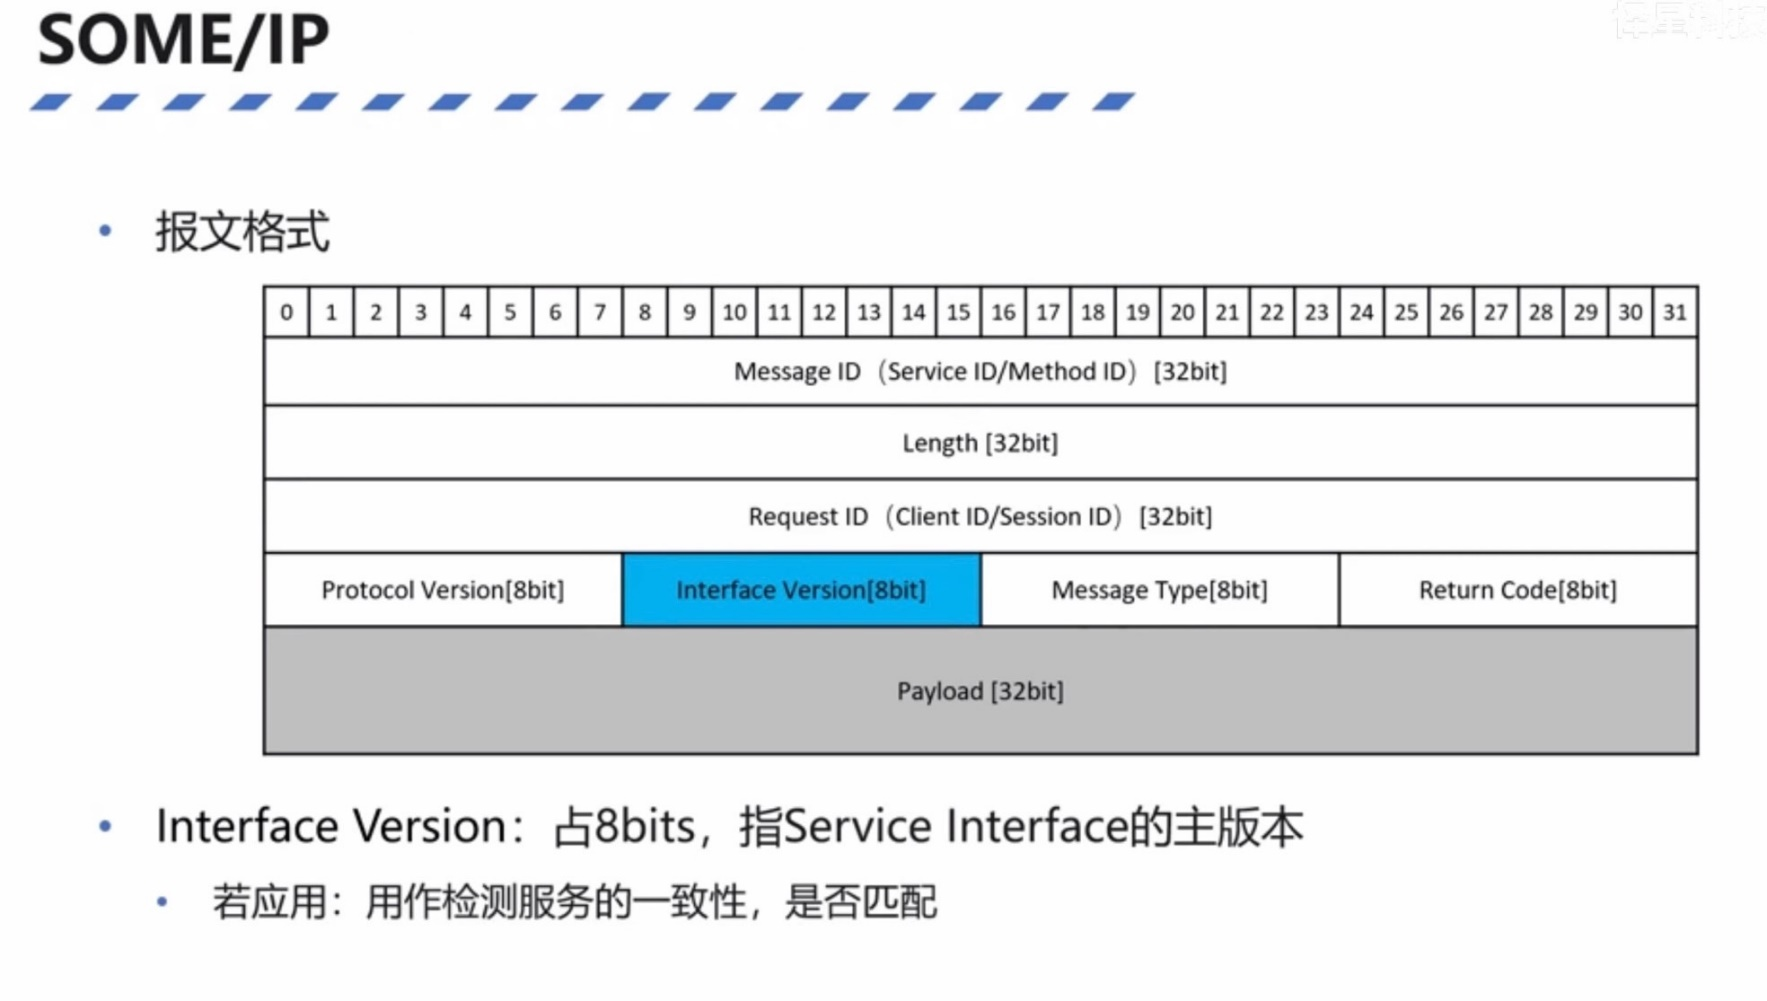 SOME/IP
• 报文格式
0 1 2 3 4 5 6 7 8 9 10 11 12 13 14 15 16 17 18 19 20 21 22 23 24 25 26 27 28 29 30 31
Message ID（Service ID/Method ID）[32bit]
Length [32bit]
Request ID（Client ID/Session ID）[32bit]
Protocol Version[8bit] Interface Version[8bit] Message Type[8bit] Return Code[8bit]
Payload [32bit]
• Interface Version：占8bits，指Service Interface的主版本
• 若应用：用作检测服务的一致性，是否匹配